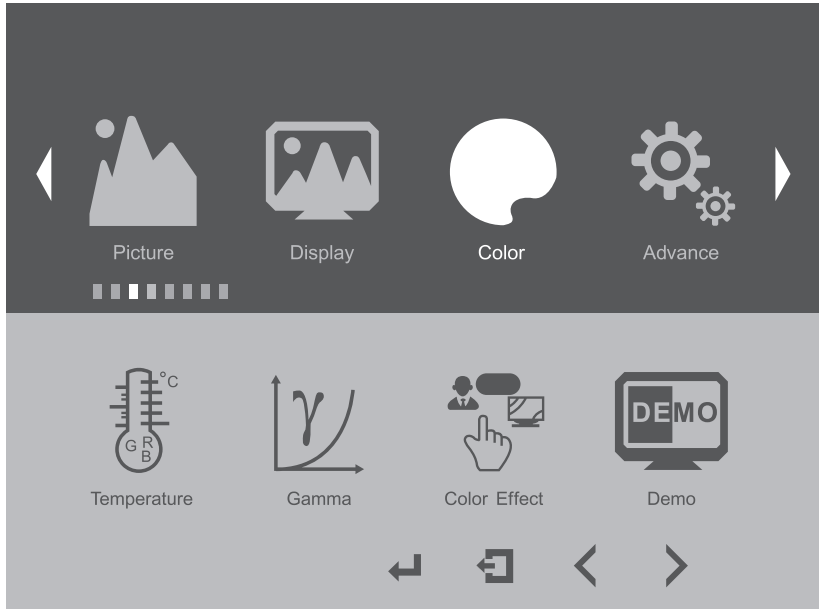 Picture Display Color Advance
°C
G R
B
γ
DEMO
Temperature Gamma Color Effect Demo